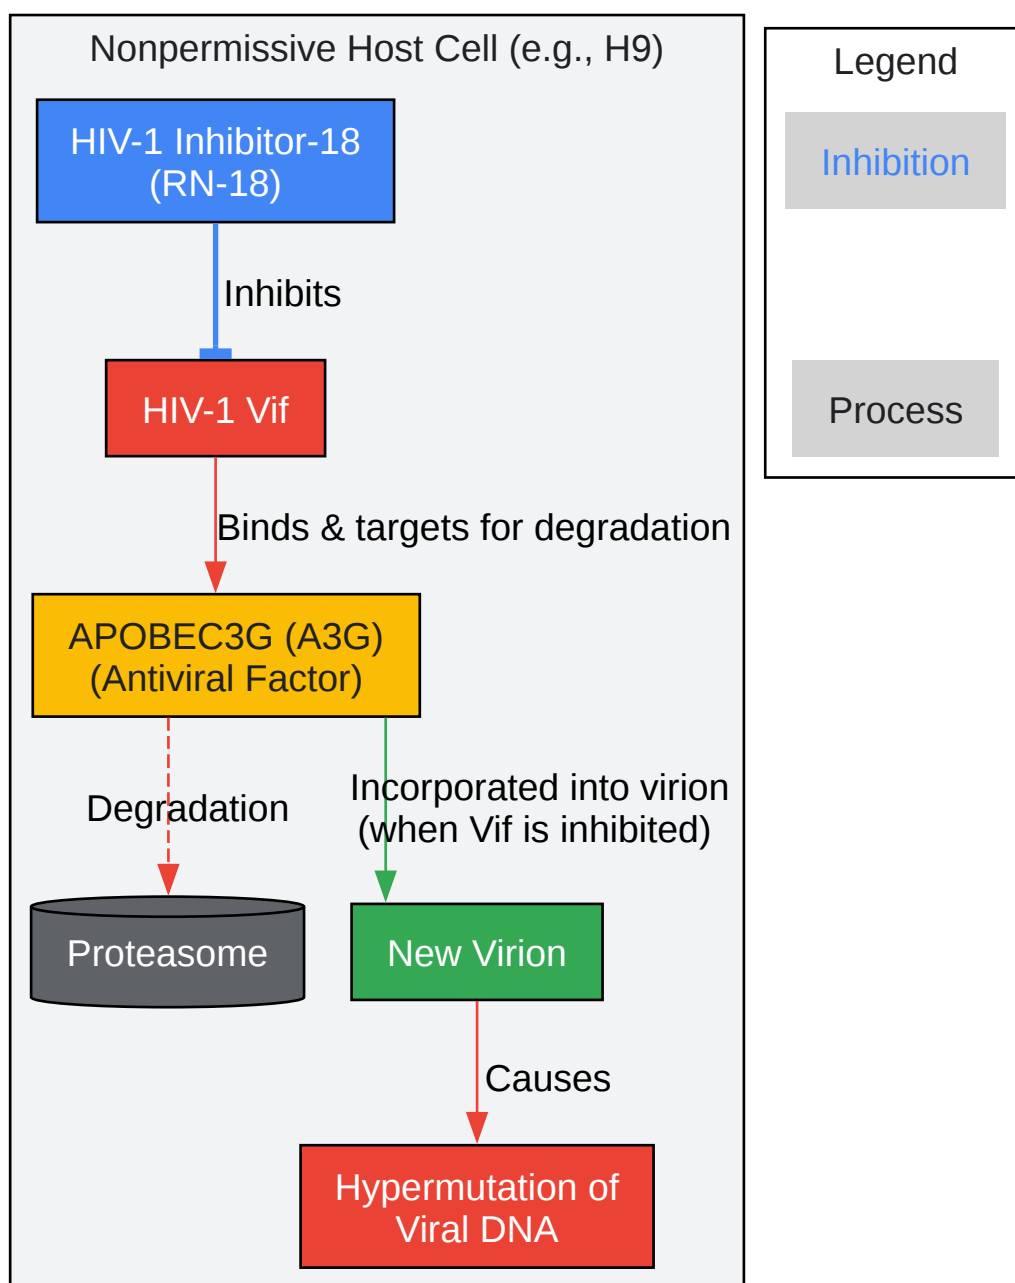 Nonpermissive Host Cell (e.g., H9)
HIV-1 Inhibitor-18
(RN-18)
Inhibits
HIV-1 Vif
Binds & targets for degradation
APOBEC3G (A3G)
(Antiviral Factor)
Degradation
Incorporated into virion
(when Vif is inhibited)
Proteasome
New Virion
Causes
Hypermutation of
Viral DNA
Legend
Inhibition
Process